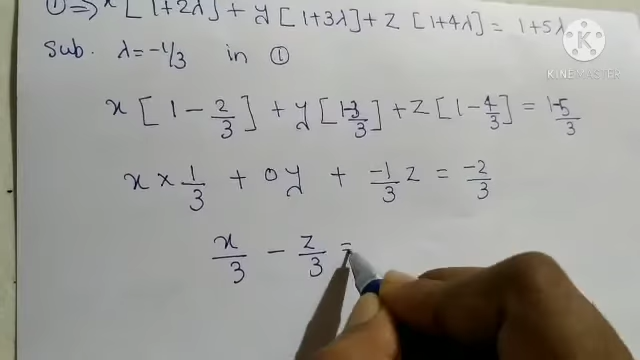 ① ⇒ x [1+2λ] + y [1+3λ] + z [1+4λ] = 1+5λ
Sub. λ = -1/3 in ①
x [1 - 2/3] + y [1-3/3] + z [1 - 4/3] = 1-5/3
x × 1/3 + 0y + -1/3 z = -2/3
x/3 - z/3 =
KINEMASTER